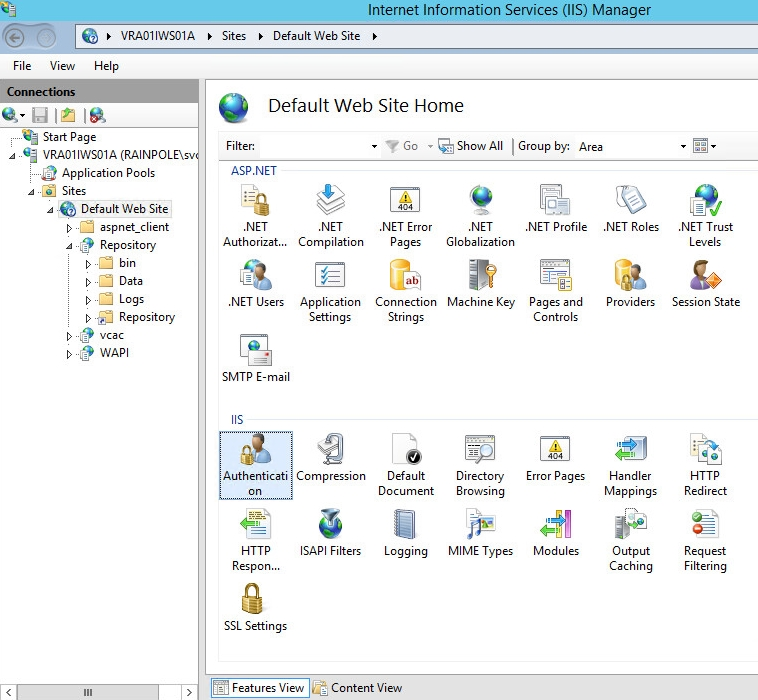 Internet Information Services (IIS) Manager
VRA01IWS01A Sites Default Web Site
File View Help
Connections
Start Page
VRA01IWS01A (RAINPOLE\svc
Application Pools
Sites
Default Web Site
aspnet_client
Repository
bin
Data
Logs
Repository
vcac
WAPI
Default Web Site Home
Filter: Go Show All Group by: Area
ASP.NET
.NET Authorizat...
.NET Compilation
404
.NET Error Pages
.NET Globalization
.NET Profile
.NET Roles
.NET Trust Levels
.NET Users
Application Settings
ab
Connection Strings
Machine Key
Pages and Controls
Providers
Session State
SMTP E-mail
IIS
Authenticati
on
Compression
Default Document
Directory Browsing
404
Error Pages
Handler Mappings
HTTP Redirect
HTTP Respon...
ISAPI Filters
Logging
MIME Types
Modules
Output Caching
Request Filtering
SSL Settings
Features View Content View